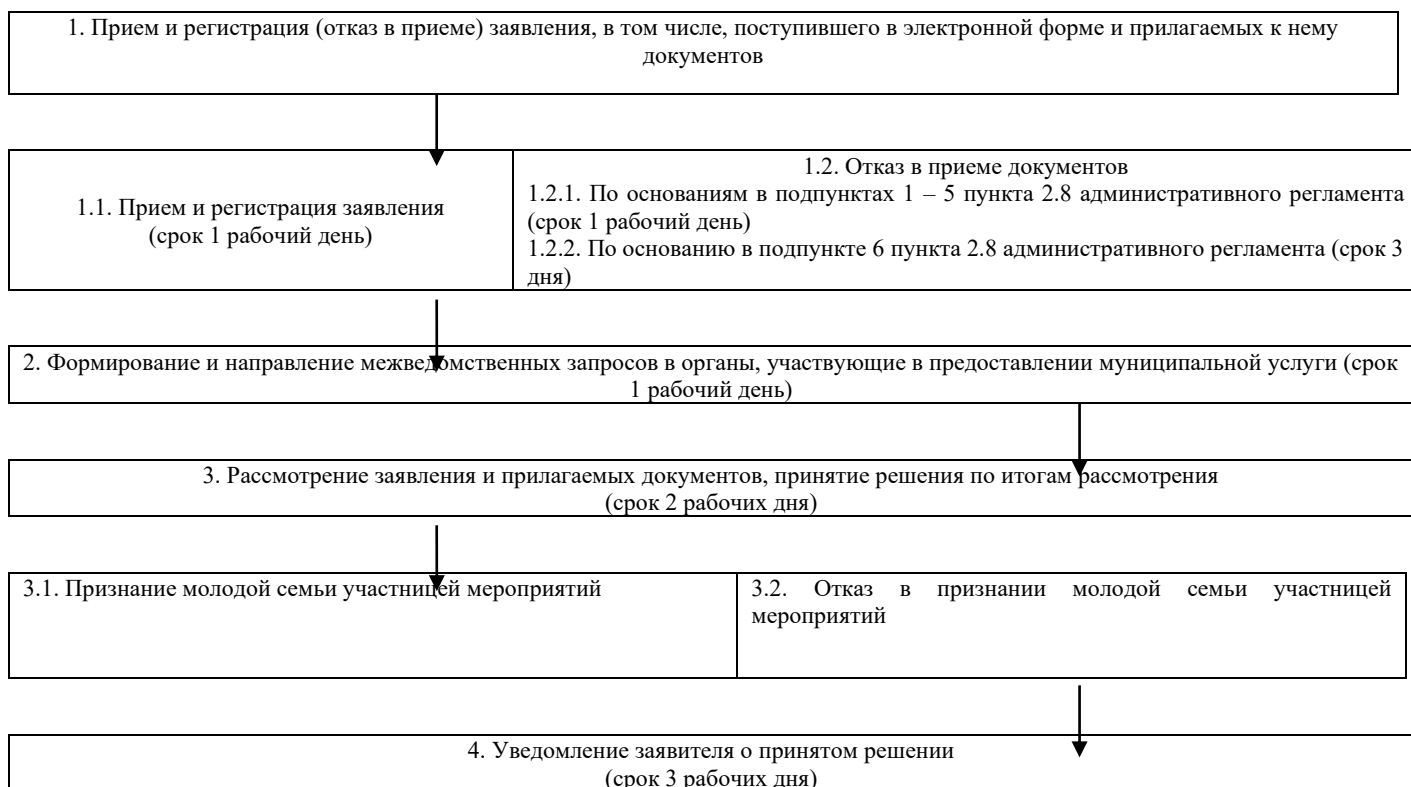 1. Прием и регистрация (отказ в приеме) заявления, в том числе, поступившего в электронной форме и прилагаемых к нему
документов
1.1. Прием и регистрация заявления
(срок 1 рабочий день)
1.2. Отказ в приеме документов
1.2.1. По основаниям в подпунктах 1 – 5 пункта 2.8 административного регламента
(срок 1 рабочий день)
1.2.2. По основанию в подпункте 6 пункта 2.8 административного регламента (срок 3
дня)
2. Формирование и направление межведомственных запросов в органы, участвующие в предоставлении муниципальной услуги (срок
1 рабочий день)
3. Рассмотрение заявления и прилагаемых документов, принятие решения по итогам рассмотрения
(срок 2 рабочих дня)
3.1. Признание молодой семьи участницей мероприятий
3.2. Отказ в признании молодой семьи участницей
мероприятий
4. Уведомление заявителя о принятом решении
(срок 3 рабочих дня)